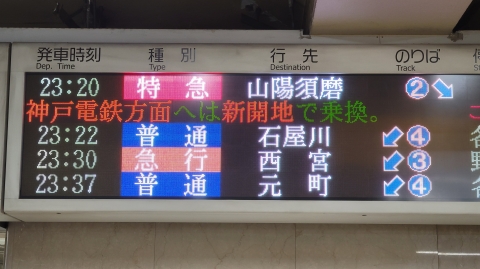 発車時刻 種別 行先 のりば 停
Dep. Time Type Destination Track
23:20 特急 山陽須磨 ②↘
神戸電鉄方面へは新開地で乗換。
23:22 普通 石屋川 ↙④
23:30 急行 西宮 ↙③
23:37 普通 元町 ↙④